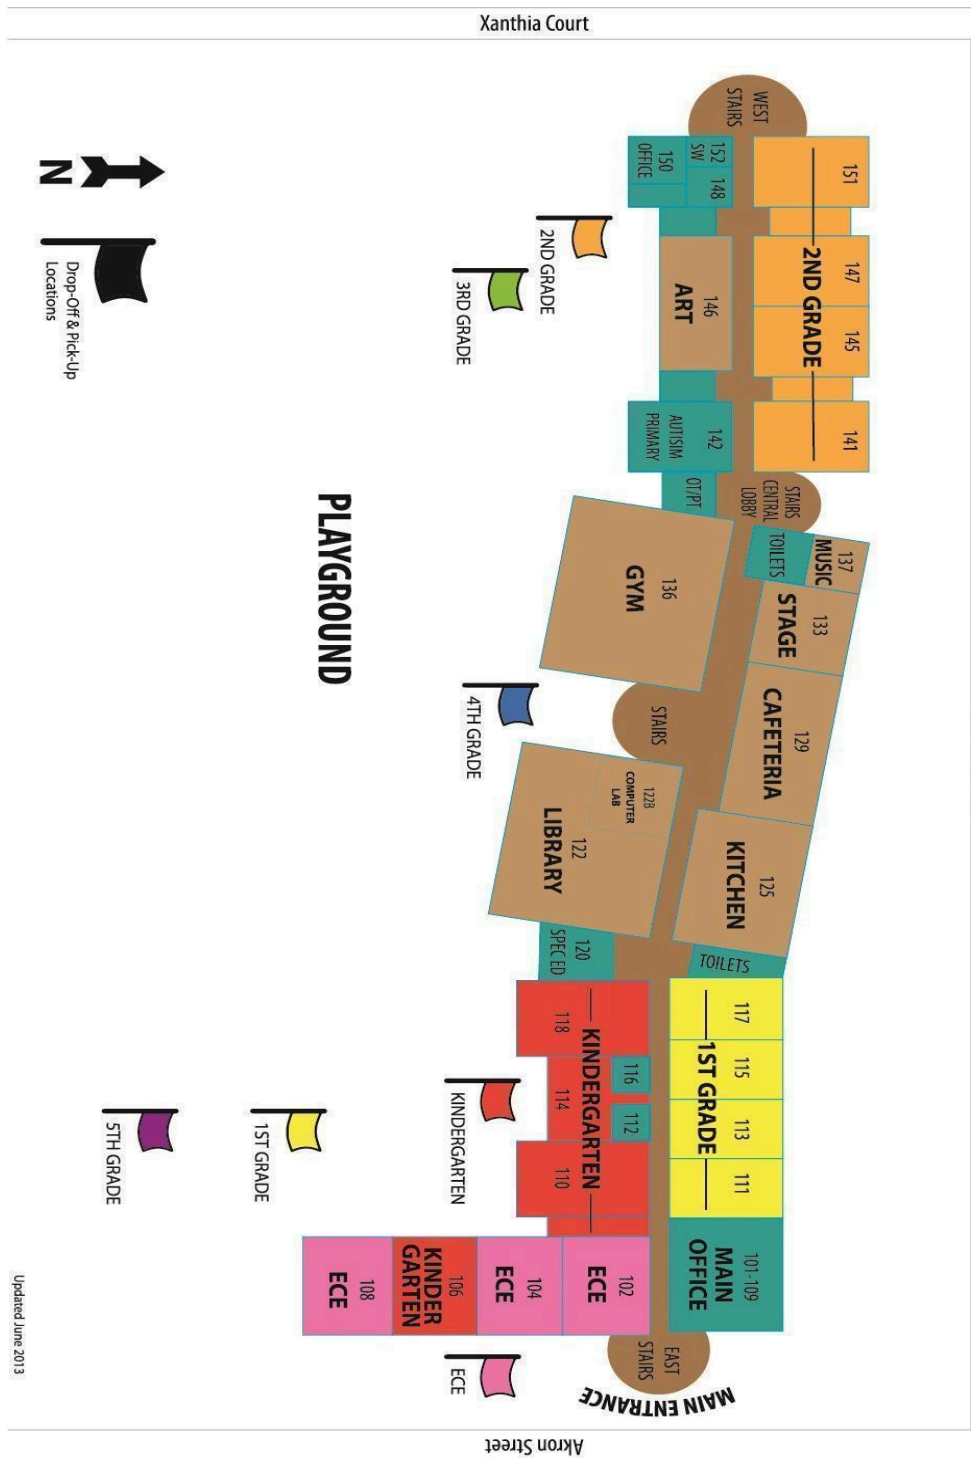 Xanthia Court
WEST
STAIRS
151
147
145
141
2ND GRADE
152
SW
148
150
OFFICE
146
ART
142
AUTISIM
PRIMARY
OT/PT
STAIRS
CENTRAL
LOBBY
N
Drop-Off & Pick-Up
Locations
2ND GRADE
3RD GRADE
137
MUSIC
TOILETS
133
STAGE
136
GYM
129
CAFETERIA
STAIRS
4TH GRADE
PLAYGROUND
122B
COMPUTER
LAB
122
LIBRARY
125
KITCHEN
120
SPEC ED
TOILETS
117
115
113
111
1ST GRADE
118
116
114
112
110
KINDERGARTEN
KINDERGARTEN
1ST GRADE
5TH GRADE
101-109
MAIN
OFFICE
102
ECE
104
ECE
106
KINDER
GARTEN
108
ECE
ECE
EAST
STAIRS
MAIN ENTRANCE
Akron Street
Updated June 2013